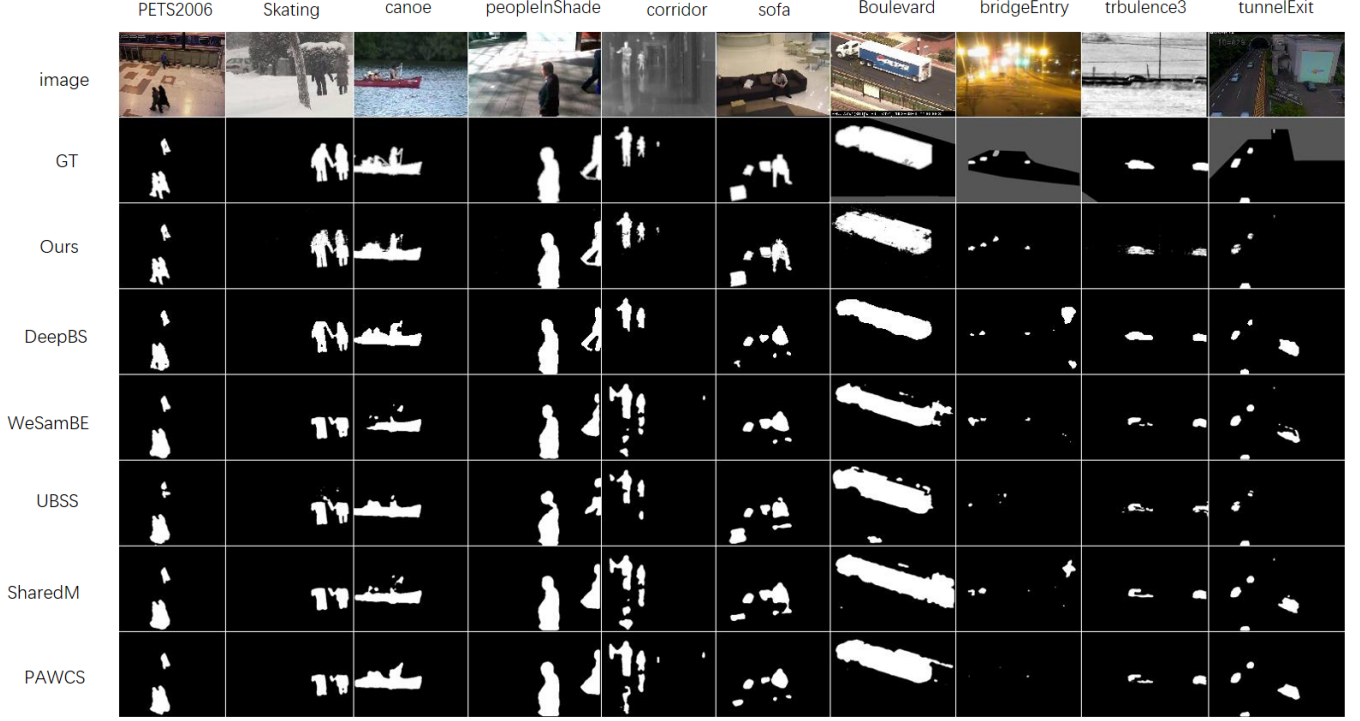 PETS2006 Skating canoe peopleInShade corridor sofa Boulevard bridgeEntry trbulence3 tunnelExit
image
GT
Ours
DeepBS
WeSamBE
UBSS
SharedM
PAWCS